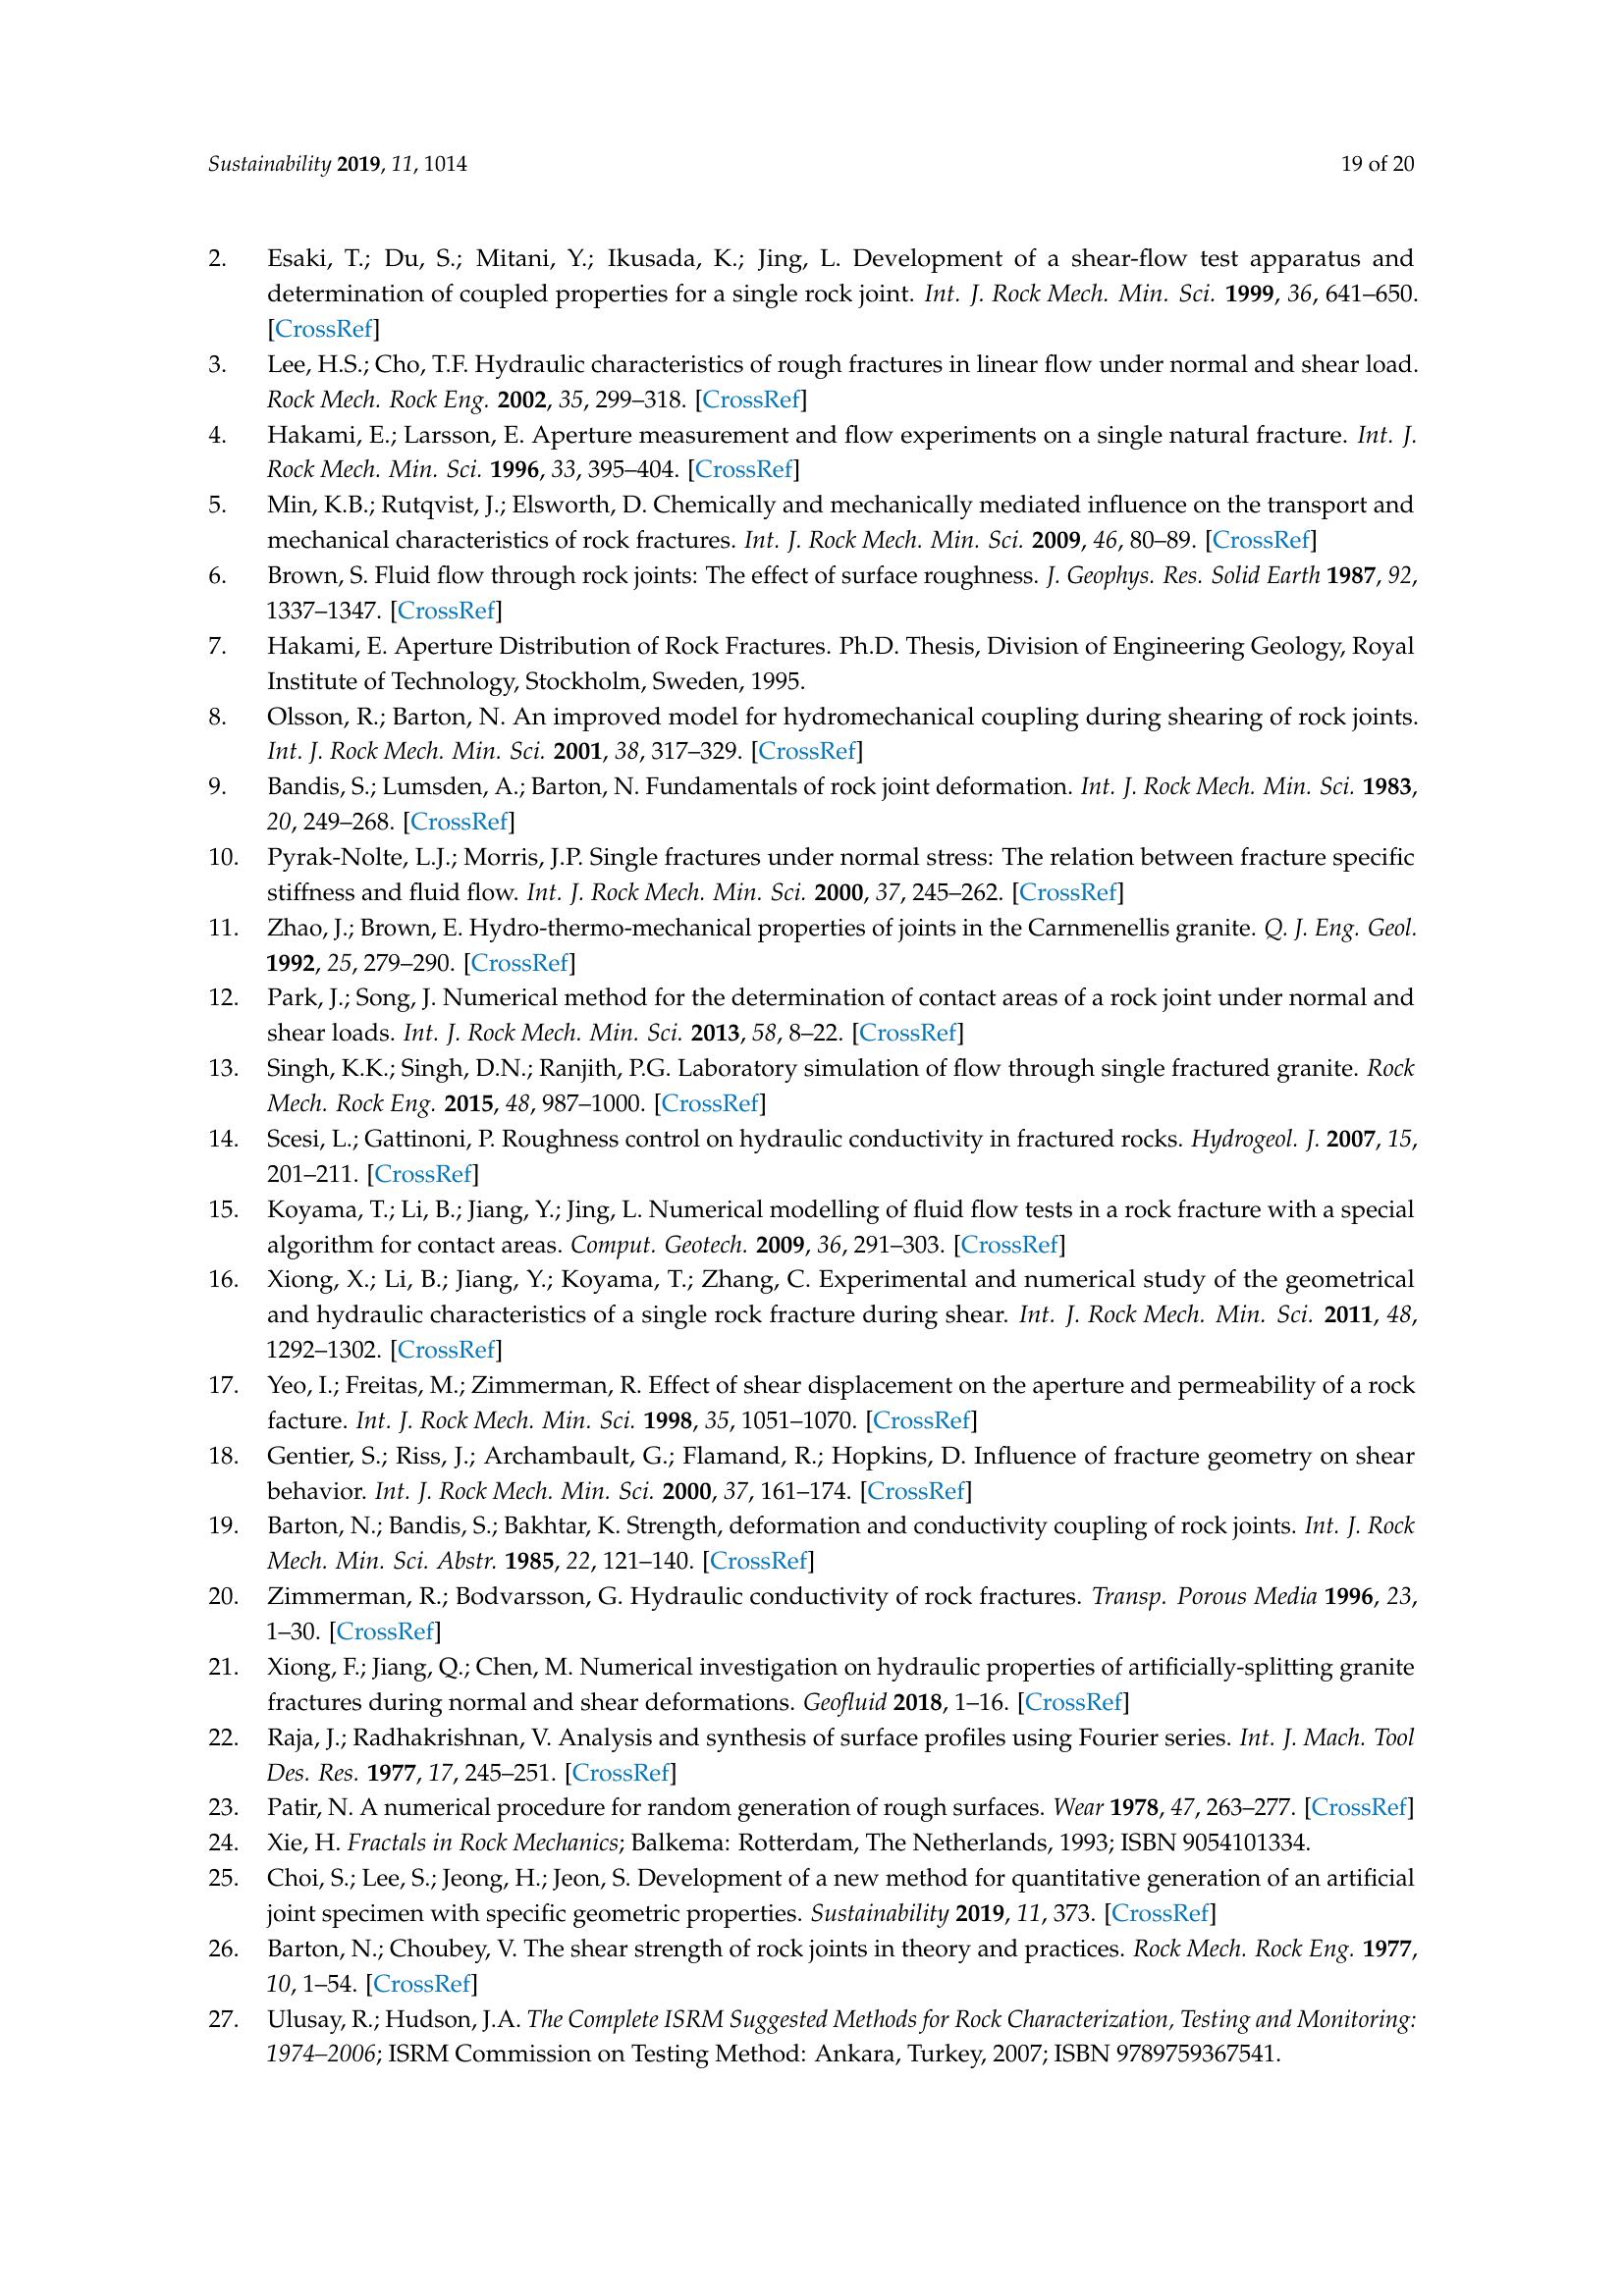 Sustainability 2019, 11, 1014
19 of 20
2. Esaki, T.; Du, S.; Mitani, Y.; Ikusada, K.; Jing, L. Development of a shear-flow test apparatus and
determination of coupled properties for a single rock joint. Int. J. Rock Mech. Min. Sci. 1999, 36, 641–650.
[CrossRef]
3. Lee, H.S.; Cho, T.F. Hydraulic characteristics of rough fractures in linear flow under normal and shear load.
Rock Mech. Rock Eng. 2002, 35, 299–318. [CrossRef]
4. Hakami, E.; Larsson, E. Aperture measurement and flow experiments on a single natural fracture. Int. J.
Rock Mech. Min. Sci. 1996, 33, 395–404. [CrossRef]
5. Min, K.B.; Rutqvist, J.; Elsworth, D. Chemically and mechanically mediated influence on the transport and
mechanical characteristics of rock fractures. Int. J. Rock Mech. Min. Sci. 2009, 46, 80–89. [CrossRef]
6. Brown, S. Fluid flow through rock joints: The effect of surface roughness. J. Geophys. Res. Solid Earth 1987, 92,
1337–1347. [CrossRef]
7. Hakami, E. Aperture Distribution of Rock Fractures. Ph.D. Thesis, Division of Engineering Geology, Royal
Institute of Technology, Stockholm, Sweden, 1995.
8. Olsson, R.; Barton, N. An improved model for hydromechanical coupling during shearing of rock joints.
Int. J. Rock Mech. Min. Sci. 2001, 38, 317–329. [CrossRef]
9. Bandis, S.; Lumsden, A.; Barton, N. Fundamentals of rock joint deformation. Int. J. Rock Mech. Min. Sci. 1983,
20, 249–268. [CrossRef]
10. Pyrak-Nolte, L.J.; Morris, J.P. Single fractures under normal stress: The relation between fracture specific
stiffness and fluid flow. Int. J. Rock Mech. Min. Sci. 2000, 37, 245–262. [CrossRef]
11. Zhao, J.; Brown, E. Hydro-thermo-mechanical properties of joints in the Carnmenellis granite. Q. J. Eng. Geol.
1992, 25, 279–290. [CrossRef]
12. Park, J.; Song, J. Numerical method for the determination of contact areas of a rock joint under normal and
shear loads. Int. J. Rock Mech. Min. Sci. 2013, 58, 8–22. [CrossRef]
13. Singh, K.K.; Singh, D.N.; Ranjith, P.G. Laboratory simulation of flow through single fractured granite. Rock
Mech. Rock Eng. 2015, 48, 987–1000. [CrossRef]
14. Scesi, L.; Gattinoni, P. Roughness control on hydraulic conductivity in fractured rocks. Hydrogeol. J. 2007, 15,
201–211. [CrossRef]
15. Koyama, T.; Li, B.; Jiang, Y.; Jing, L. Numerical modelling of fluid flow tests in a rock fracture with a special
algorithm for contact areas. Comput. Geotech. 2009, 36, 291–303. [CrossRef]
16. Xiong, X.; Li, B.; Jiang, Y.; Koyama, T.; Zhang, C. Experimental and numerical study of the geometrical
and hydraulic characteristics of a single rock fracture during shear. Int. J. Rock Mech. Min. Sci. 2011, 48,
1292–1302. [CrossRef]
17. Yeo, I.; Freitas, M.; Zimmerman, R. Effect of shear displacement on the aperture and permeability of a rock
facture. Int. J. Rock Mech. Min. Sci. 1998, 35, 1051–1070. [CrossRef]
18. Gentier, S.; Riss, J.; Archambault, G.; Flamand, R.; Hopkins, D. Influence of fracture geometry on shear
behavior. Int. J. Rock Mech. Min. Sci. 2000, 37, 161–174. [CrossRef]
19. Barton, N.; Bandis, S.; Bakhtar, K. Strength, deformation and conductivity coupling of rock joints. Int. J. Rock
Mech. Min. Sci. Abstr. 1985, 22, 121–140. [CrossRef]
20. Zimmerman, R.; Bodvarsson, G. Hydraulic conductivity of rock fractures. Transp. Porous Media 1996, 23,
1–30. [CrossRef]
21. Xiong, F.; Jiang, Q.; Chen, M. Numerical investigation on hydraulic properties of artificially-splitting granite
fractures during normal and shear deformations. Geofluid 2018, 1–16. [CrossRef]
22. Raja, J.; Radhakrishnan, V. Analysis and synthesis of surface profiles using Fourier series. Int. J. Mach. Tool
Des. Res. 1977, 17, 245–251. [CrossRef]
23. Patir, N. A numerical procedure for random generation of rough surfaces. Wear 1978, 47, 263–277. [CrossRef]
24. Xie, H. Fractals in Rock Mechanics; Balkema: Rotterdam, The Netherlands, 1993; ISBN 9054101334.
25. Choi, S.; Lee, S.; Jeong, H.; Jeon, S. Development of a new method for quantitative generation of an artificial
joint specimen with specific geometric properties. Sustainability 2019, 11, 373. [CrossRef]
26. Barton, N.; Choubey, V. The shear strength of rock joints in theory and practices. Rock Mech. Rock Eng. 1977,
10, 1–54. [CrossRef]
27. Ulusay, R.; Hudson, J.A. The Complete ISRM Suggested Methods for Rock Characterization, Testing and Monitoring:
1974–2006; ISRM Commission on Testing Method: Ankara, Turkey, 2007; ISBN 9789759367541.